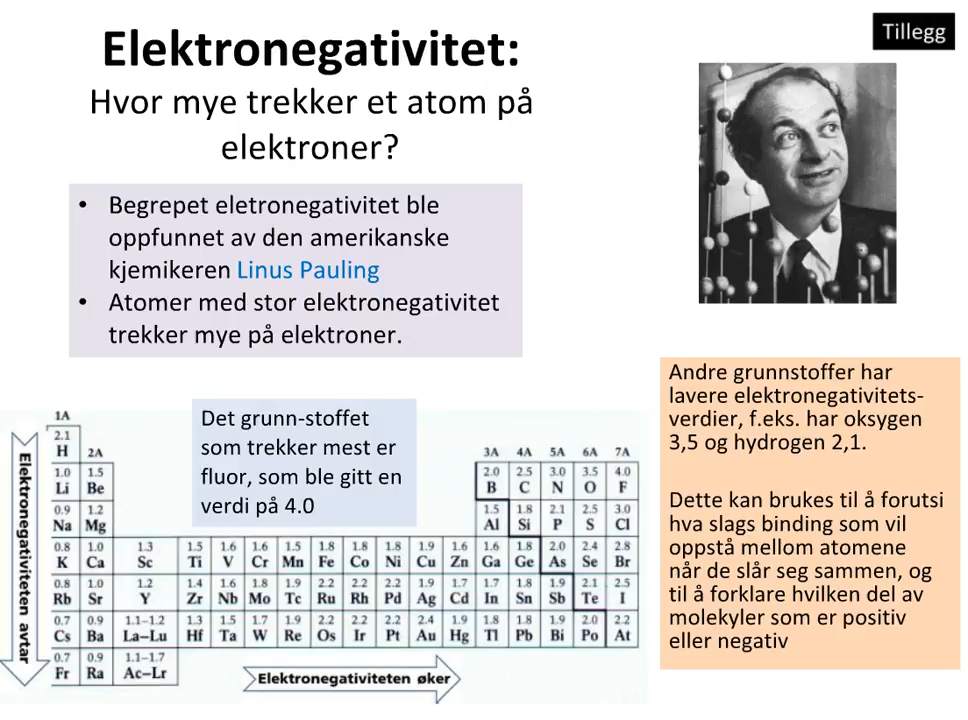 Elektronegativitet:
Hvor mye trekker et atom på
elektroner?
Tillegg
• Begrepet eletronegativitet ble
oppfunnet av den amerikanske
kjemikeren Linus Pauling
• Atomer med stor elektronegativitet
trekker mye på elektroner.
Det grunn-stoffet
som trekker mest er
fluor, som ble gitt en
verdi på 4.0
Andre grunnstoffer har
lavere elektronegativitets-
verdier, f.eks. har oksygen
3,5 og hydrogen 2,1.
Dette kan brukes til å forutsi
hva slags binding som vil
oppstå mellom atomene
når de slår seg sammen, og
til å forklare hvilken del av
molekyler som er positiv
eller negativ
Elektronegativiteten avtar
1A
2.1
H 2A 3A 4A 5A 6A 7A
1.0 1.5 2.0 2.5 3.0 3.5 4.0
Li Be B C N O F
0.9 1.2 1.5 1.8 2.1 2.5 3.0
Na Mg Al Si P S Cl
0.8 1.0 1.3 1.5 1.6 1.6 1.5 1.8 1.8 1.8 1.9 1.6 1.6 1.8 2.0 2.4 2.8
K Ca Sc Ti V Cr Mn Fe Co Ni Cu Zn Ga Ge As Se Br
0.8 1.0 1.2 1.4 1.6 1.8 1.9 2.2 2.2 2.2 1.9 1.7 1.7 1.8 1.9 2.1 2.5
Rb Sr Y Zr Nb Mo Tc Ru Rh Pd Ag Cd In Sn Sb Te I
0.7 0.9 1.1–1.2 1.3 1.5 1.7 1.9 2.2 2.2 2.2 2.4 1.9 1.8 1.8 1.9 2.0 2.2
Cs Ba La–Lu Hf Ta W Re Os Ir Pt Au Hg Tl Pb Bi Po At
0.7 0.9 1.1–1.7
Fr Ra Ac–Lr
Elektronegativiteten øker